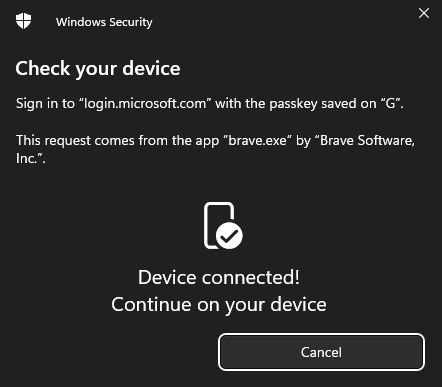 Windows Security
Check your device
Sign in to “login.microsoft.com” with the passkey saved on “G”.
This request comes from the app “brave.exe” by “Brave Software,
Inc.”.
Device connected!
Continue on your device
Cancel